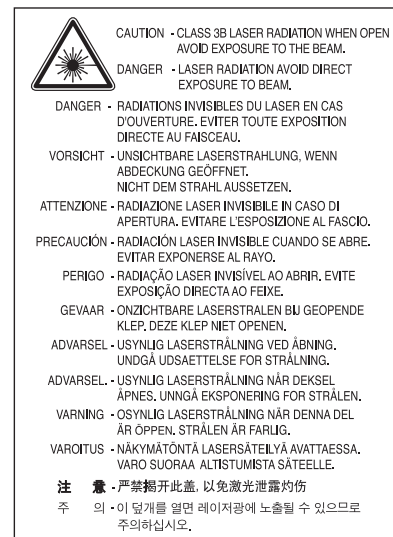 CAUTION - CLASS 3B LASER RADIATION WHEN OPEN
AVOID EXPOSURE TO THE BEAM.
DANGER - LASER RADIATION AVOID DIRECT
EXPOSURE TO BEAM.
DANGER - RADIATIONS INVISIBLES DU LASER EN CAS
D'OUVERTURE. EVITER TOUTE EXPOSITION
DIRECTE AU FAISCEAU.
VORSICHT - UNSICHTBARE LASERSTRAHLUNG, WENN
ABDECKUNG GEÖFFNET.
NICHT DEM STRAHL AUSSETZEN.
ATTENZIONE - RADIAZIONE LASER INVISIBILE IN CASO DI
APERTURA. EVITARE L'ESPOSIZIONE AL FASCIO.
PRECAUCIÓN - RADIACIÓN LASER INVISIBLE CUANDO SE ABRE.
EVITAR EXPONERSE AL RAYO.
PERIGO - RADIAÇÃO LASER INVISÍVEL AO ABRIR. EVITE
EXPOSIÇÃO DIRECTA AO FEIXE.
GEVAAR - ONZICHTBARE LASERSTRALEN BIJ GEOPENDE
KLEP. DEZE KLEP NIET OPENEN.
ADVARSEL - USYNLIG LASERSTRÅLNING VED ÅBNING.
UNDGÅ UDSAETTELSE FOR STRÅLNING.
ADVARSEL. - USYNLIG LASERSTRÅLNING NÅR DEKSEL
ÅPNES. UNNGÅ EKSPONERING FOR STRÅLEN.
VARNING - OSYNLIG LASERSTRÅLNING NÄR DENNA DEL
ÄR ÖPPEN. STRÅLEN ÄR FARLIG.
VAROITUS - NÄKYMÄTÖNTÄ LASERSÄTEILYÄ AVATTAESSA.
VARO SUORAA ALTISTUMISTA SÄTEELLE.
注 意 - 严禁揭开此盖, 以免激光泄露灼伤
주 의 - 이 덮개를 열면 레이저광에 노출될 수 있으므로
주의하십시오.